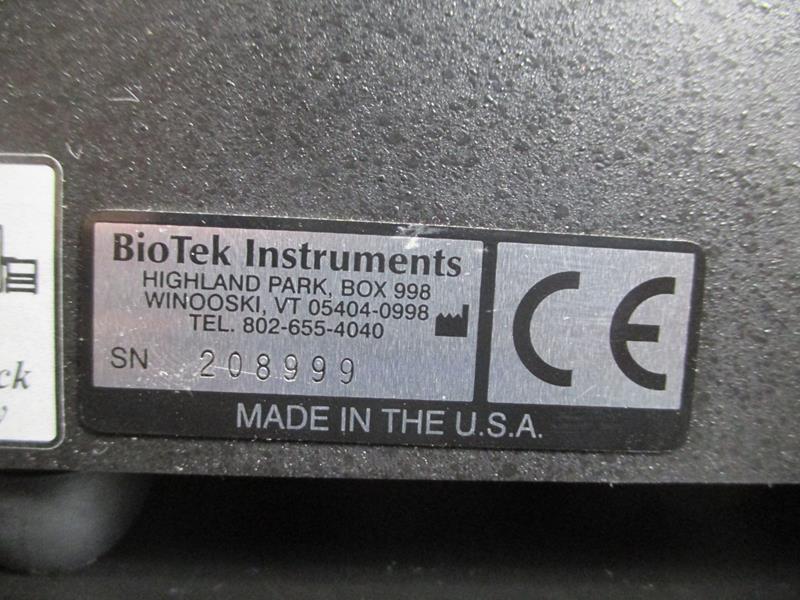 BioTek Instruments
HIGHLAND PARK, BOX 998
WINOOSKI, VT 05404-0998
TEL. 802-655-4040
SN 208999
CE
MADE IN THE U.S.A.
ck